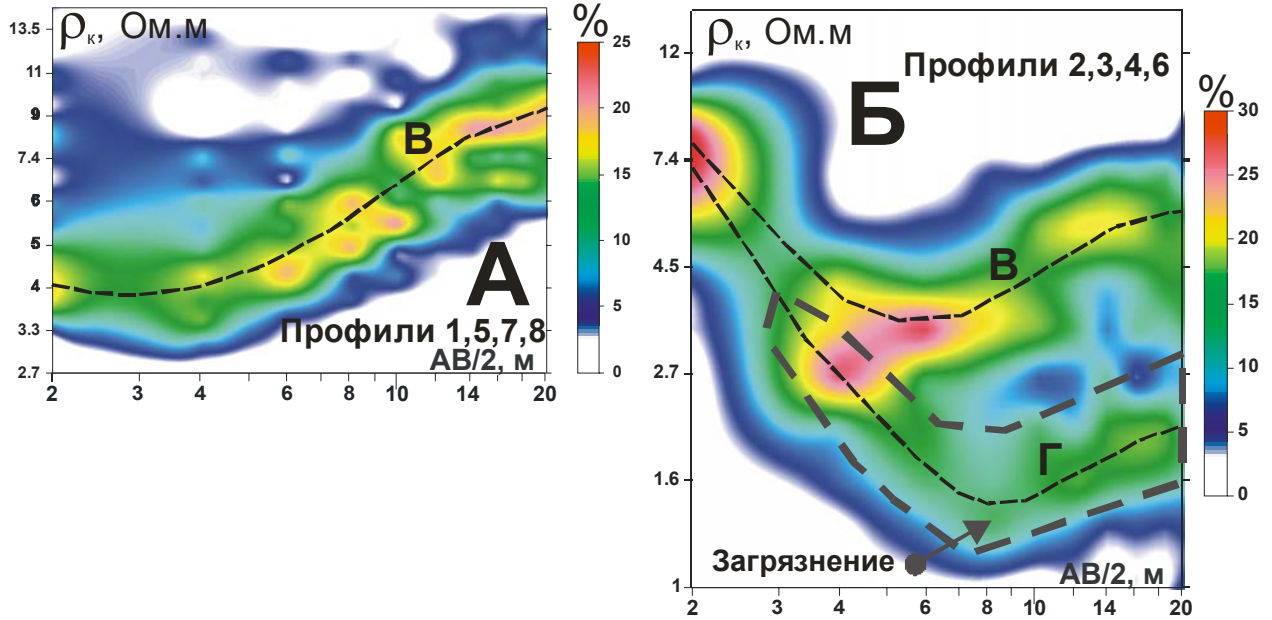 ρк, Ом.м
%
13.5
11
9
7.4
6
5
4
3.3
2.7
В
А
Профили 1,5,7,8
АВ/2, м
2 3 4 6 8 10 14 20
25
20
15
10
5
0
ρк, Ом.м
Профили 2,3,4,6
Б
%
12
7.4
4.5
2.7
1.6
1
В
Г
Загрязнение
АВ/2, м
2 3 4 6 8 10 14 20
30
25
20
15
10
5
0